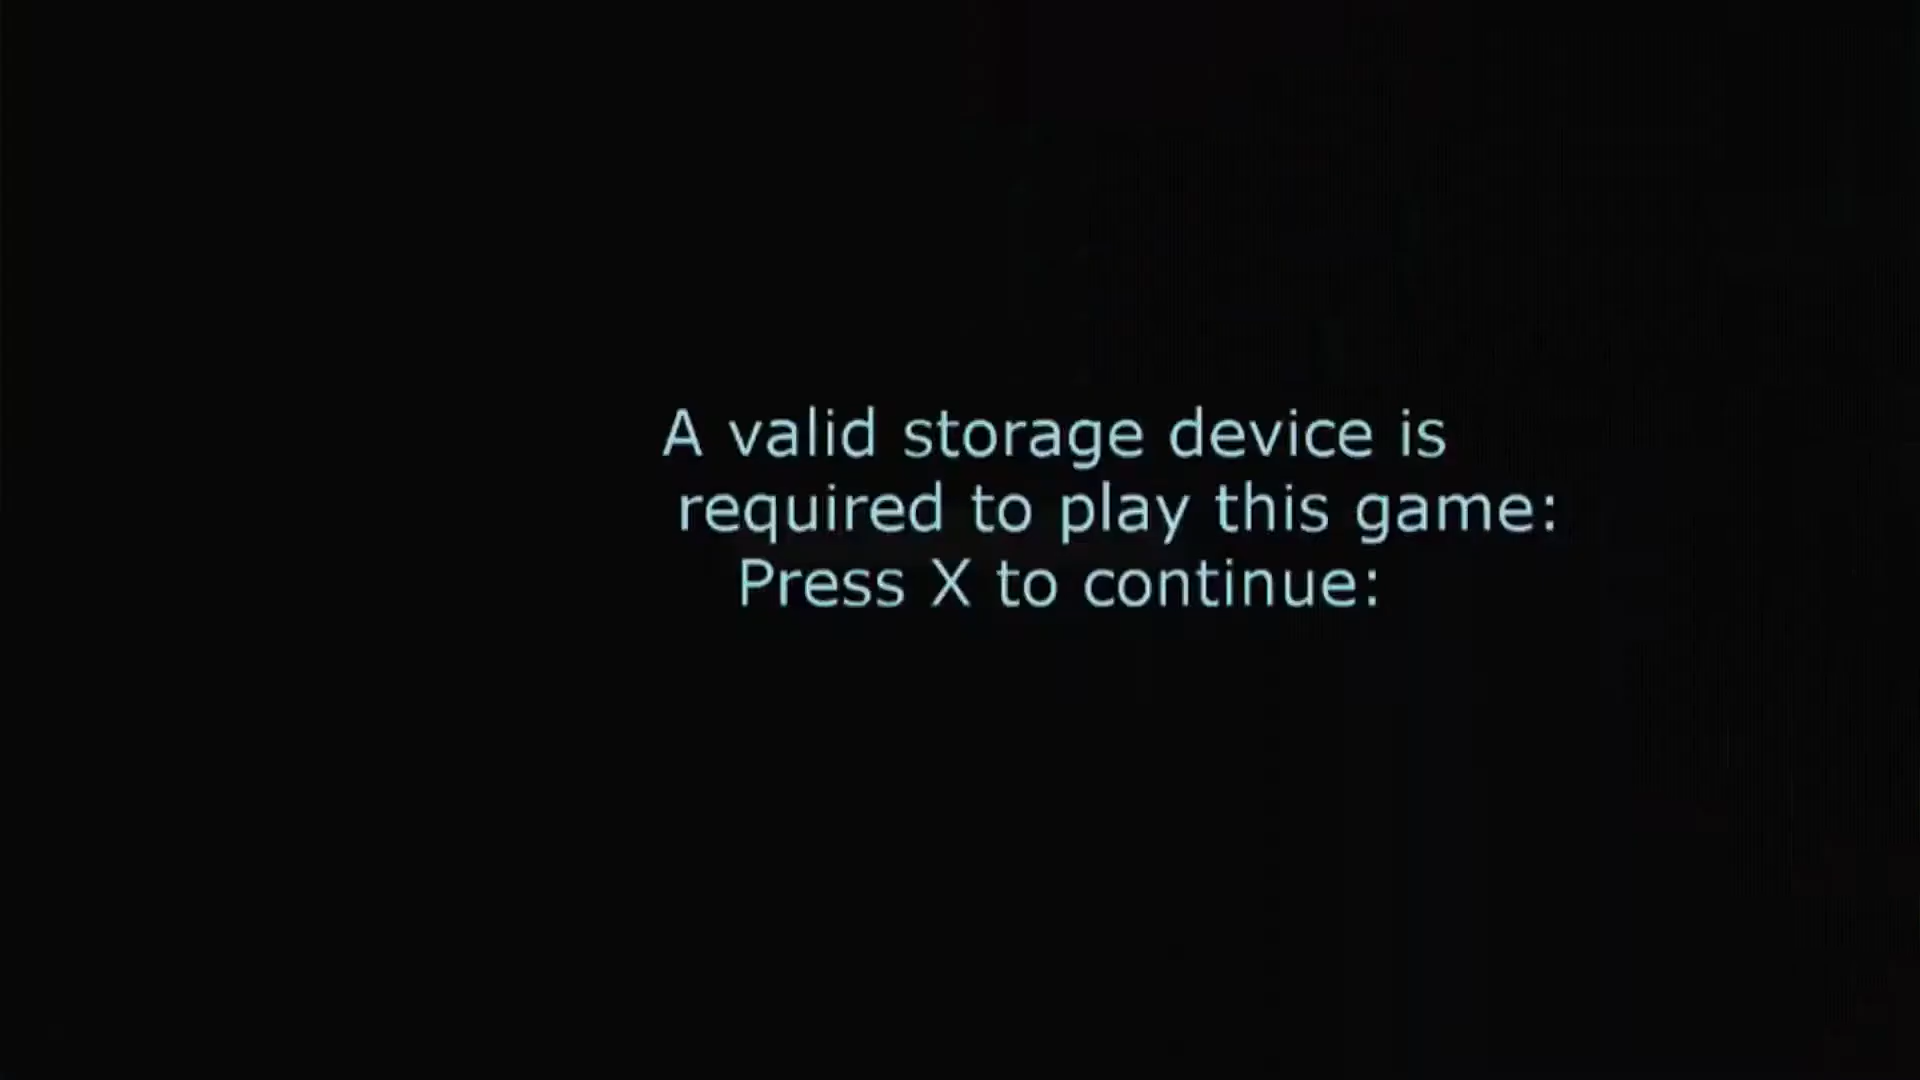 A valid storage device is
required to play this game:
Press X to continue: